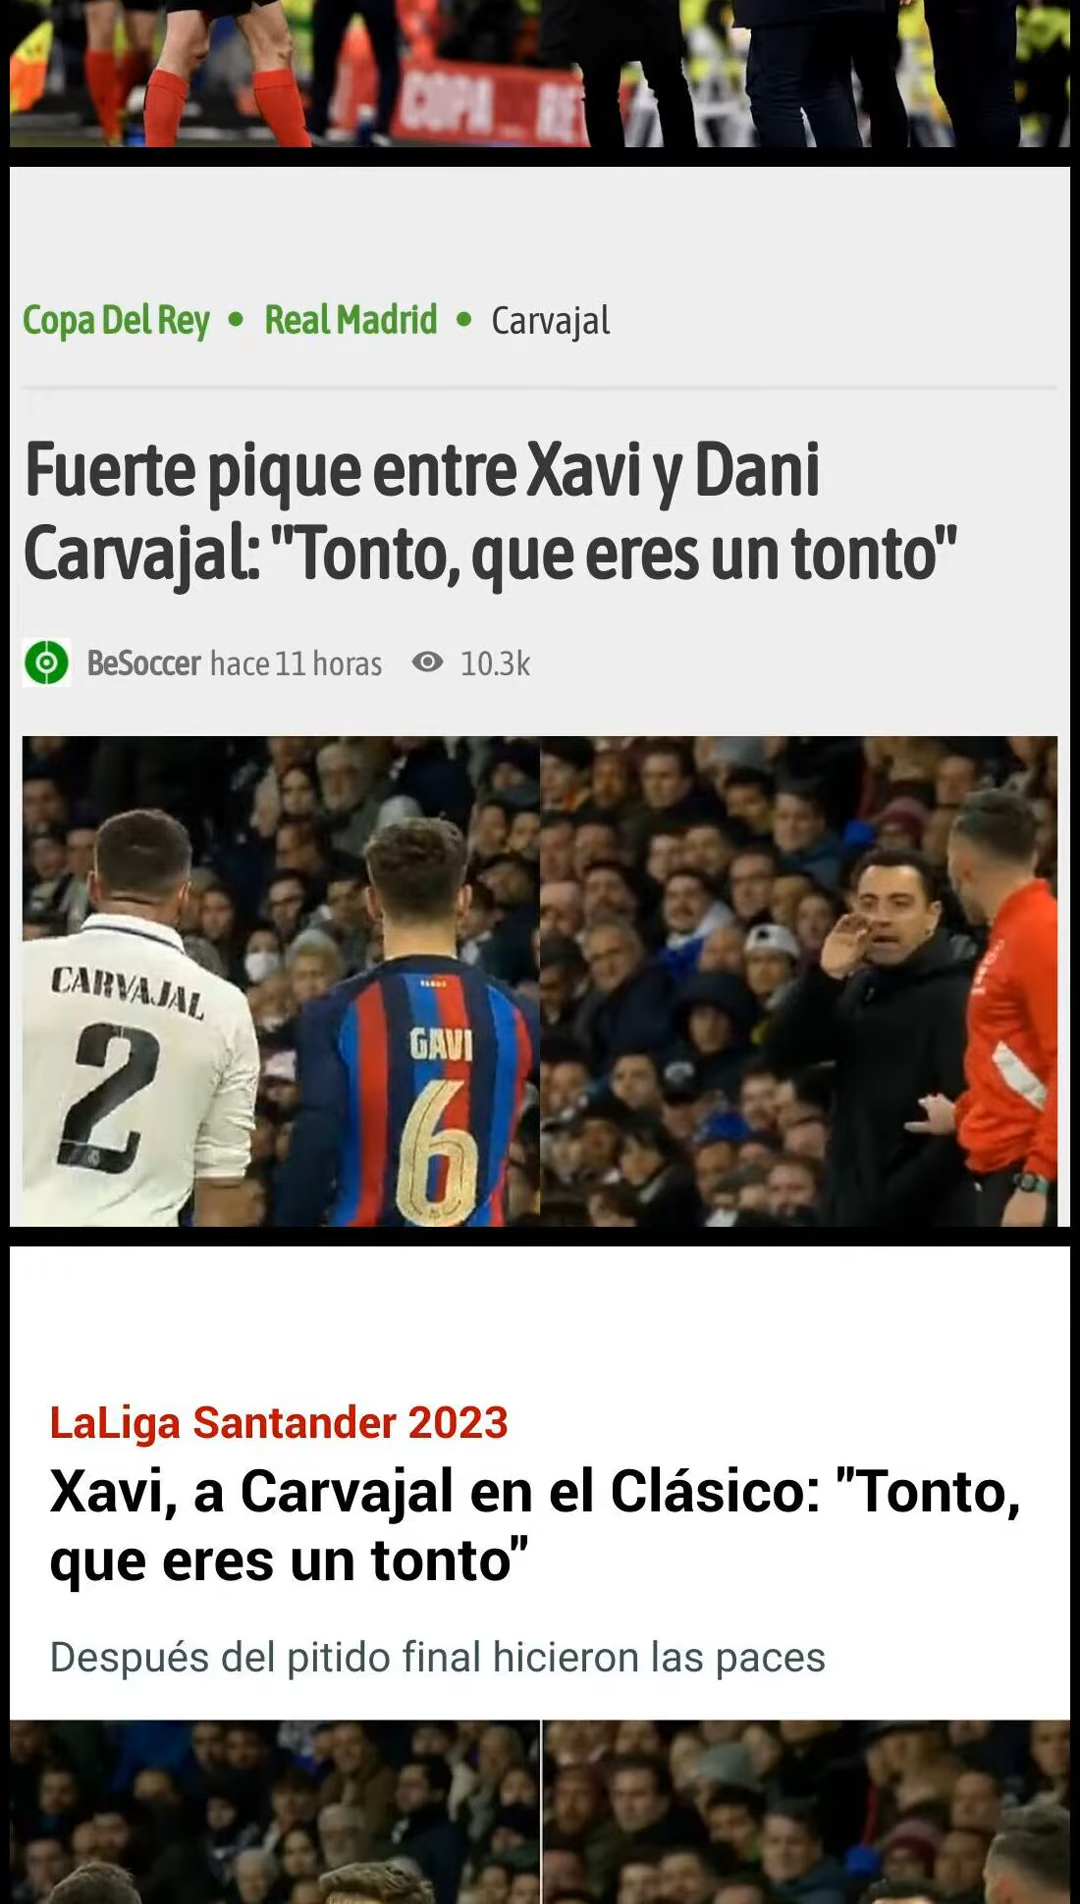 COPA
Copa Del Rey • Real Madrid • Carvajal
Fuerte pique entre Xavi y Dani
Carvajal: "Tonto, que eres un tonto"
BeSoccer hace 11 horas 10.3k
CARVAJAL
2
GAVI
6
LaLiga Santander 2023
Xavi, a Carvajal en el Clásico: "Tonto,
que eres un tonto"
Después del pitido final hicieron las paces